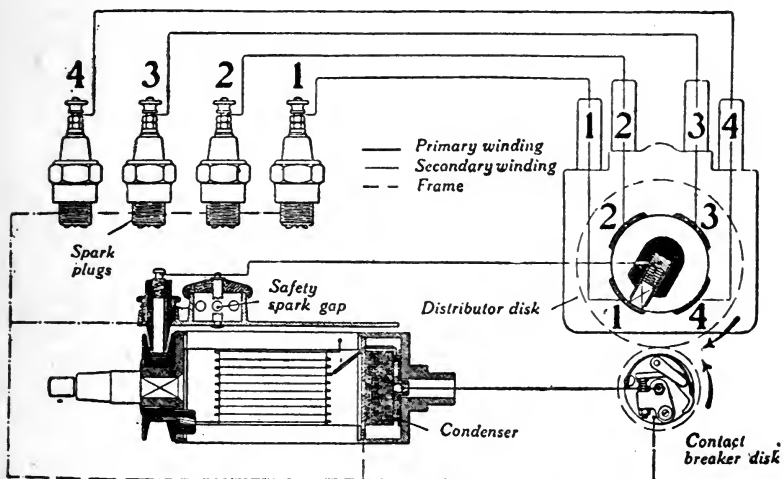 4 3 2 1
1 2 3 4
Primary winding
Secondary winding
Frame
2 3
1 4
Spark
plugs
Safety
spark gap
Distributor disk
Condenser
Contact
breaker disk